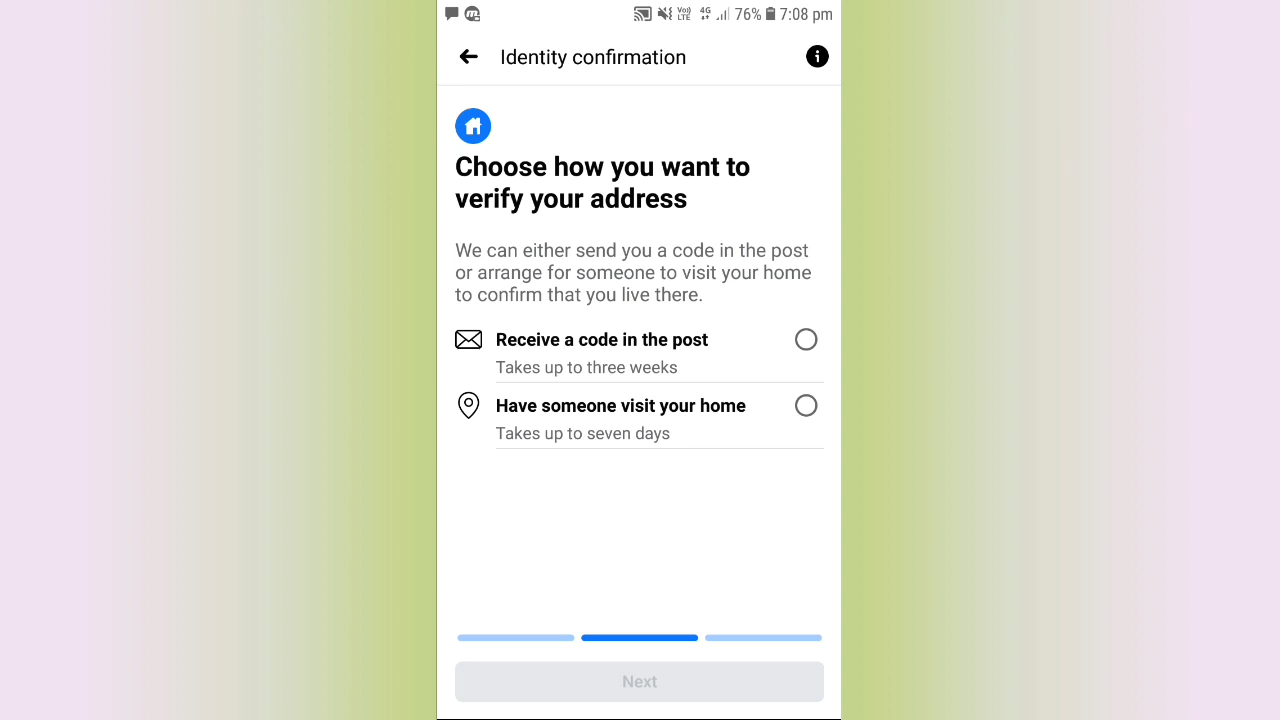 76% 7:08 pm
Identity confirmation
Choose how you want to
verify your address
We can either send you a code in the post
or arrange for someone to visit your home
to confirm that you live there.
Receive a code in the post
Takes up to three weeks
Have someone visit your home
Takes up to seven days
Next